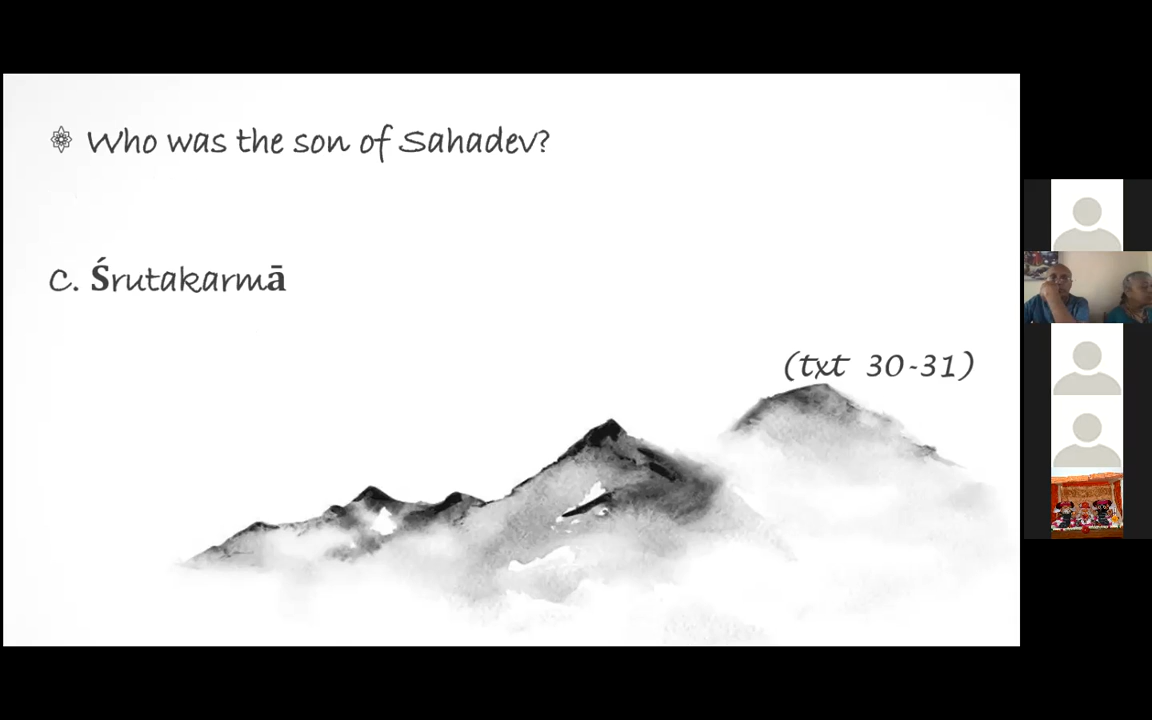 Who was the son of Sahadev?
C. Śrutakarmā
(txt 30-31)